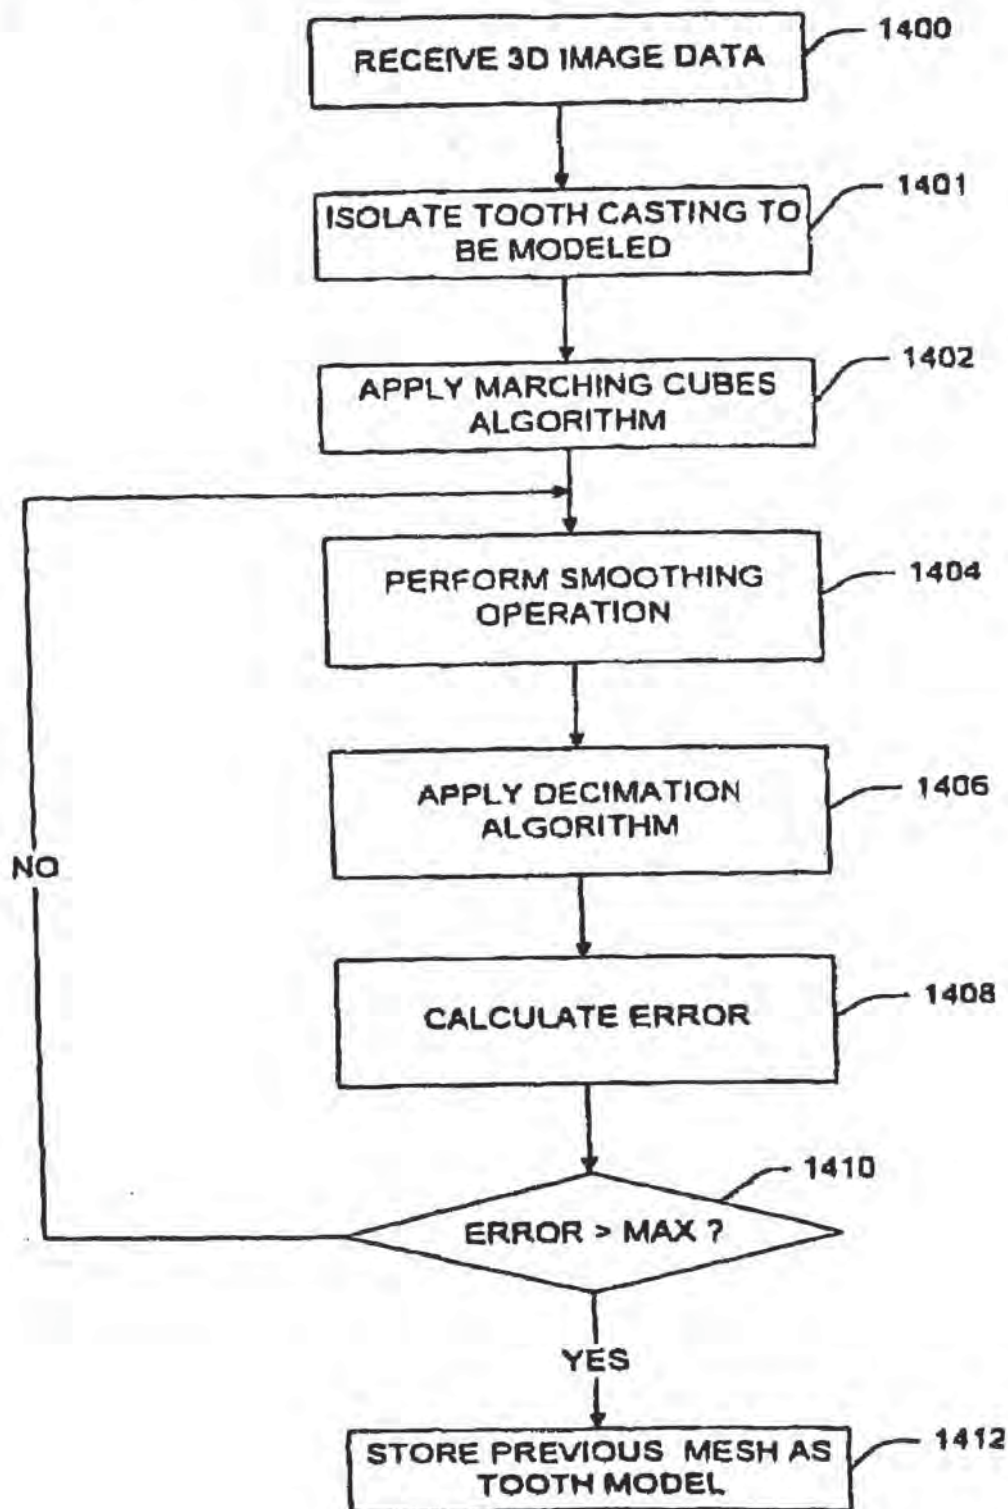 RECEIVE 3D IMAGE DATA
1400
ISOLATE TOOTH CASTING TO
BE MODELED
1401
APPLY MARCHING CUBES
ALGORITHM
1402
PERFORM SMOOTHING
OPERATION
1404
APPLY DECIMATION
ALGORITHM
1406
NO
CALCULATE ERROR
1408
ERROR > MAX ?
1410
YES
STORE PREVIOUS MESH AS
TOOTH MODEL
1412